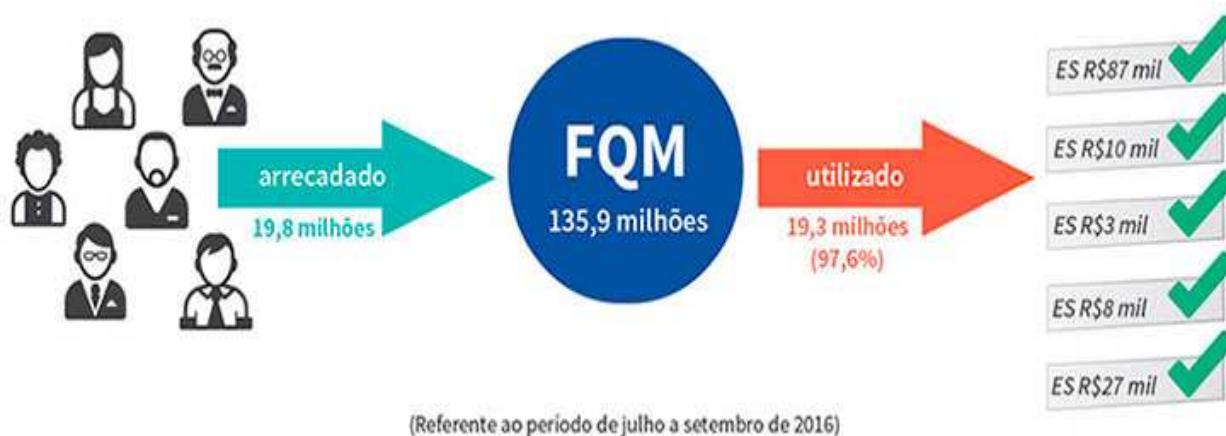 arrecadado
19,8 milhões
FQM
135,9 milhões
utilizado
19,3 milhões
(97,6%)
ES R$87 mil
ES R$10 mil
ES R$3 mil
ES R$8 mil
ES R$27 mil
(Referente ao período de julho a setembro de 2016)